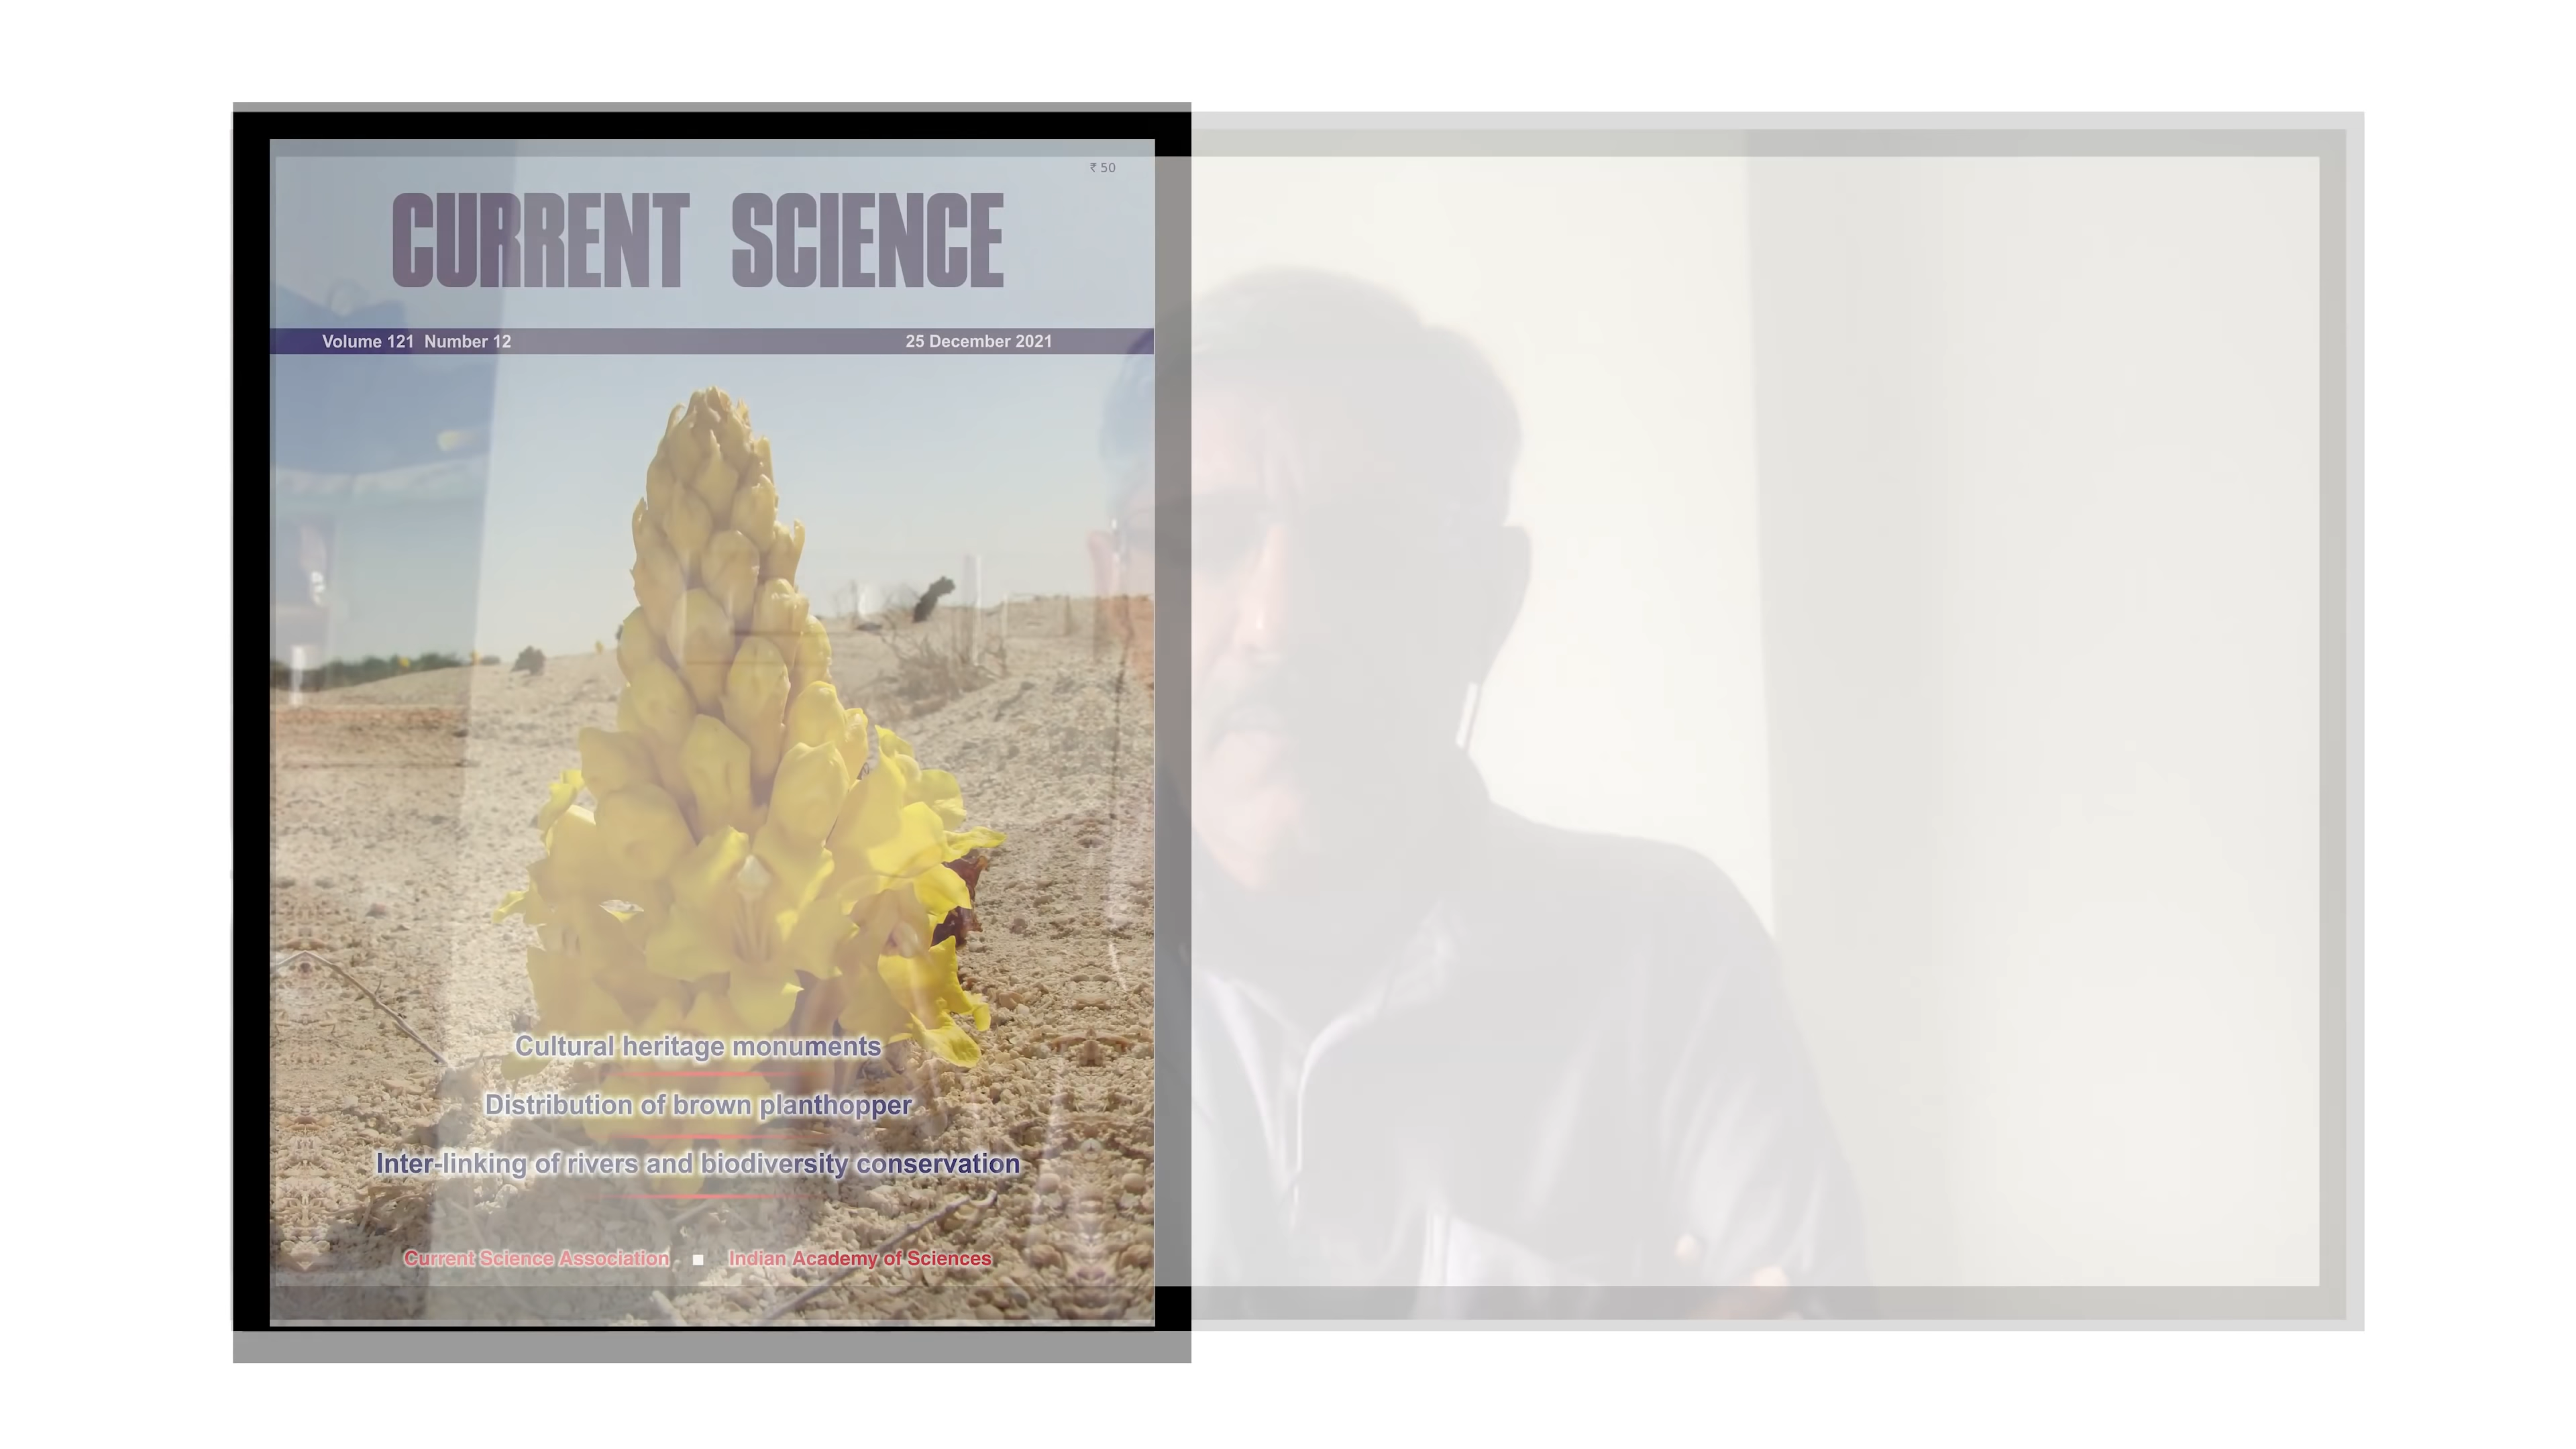 ₹ 50
CURRENT SCIENCE
Volume 121 Number 12 25 December 2021
Cultural heritage monuments
Distribution of brown planthopper
Inter-linking of rivers and biodiversity conservation
Current Science Association ▪ Indian Academy of Sciences